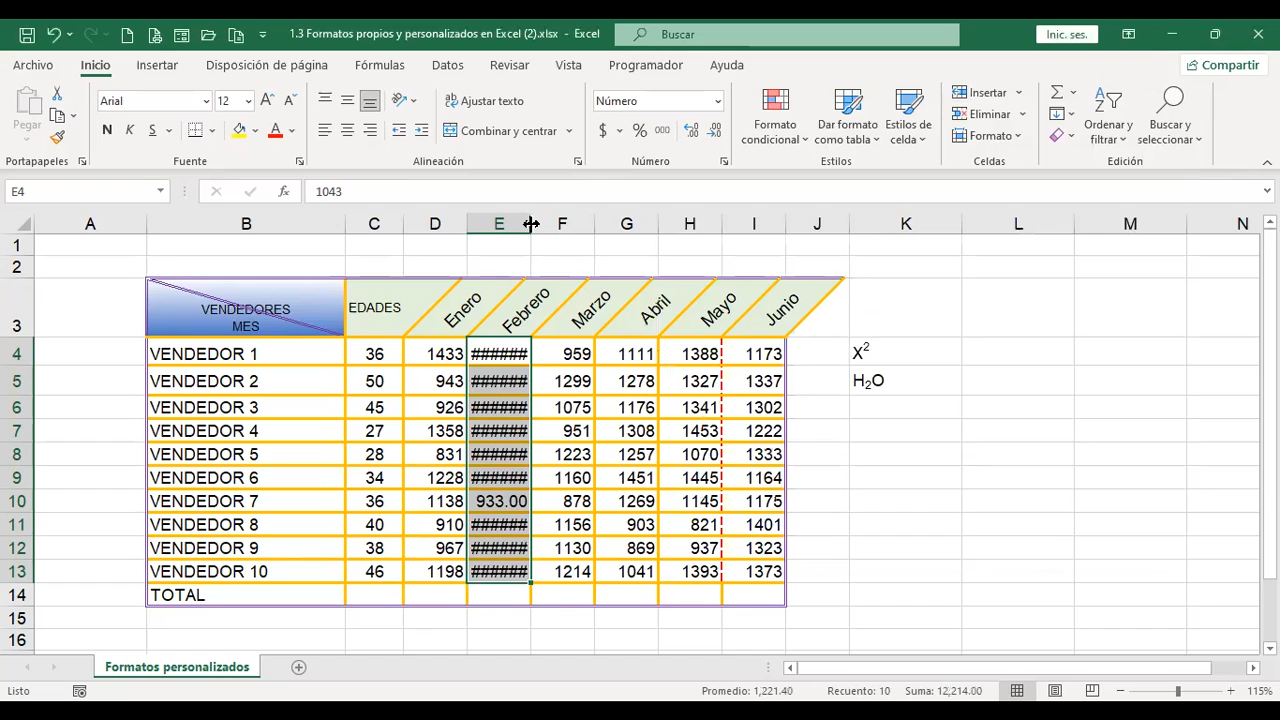 1.3 Formatos propios y personalizados en Excel (2).xlsx - Excel
Buscar
Inic. ses.
Archivo Inicio Insertar Disposición de página Fórmulas Datos Revisar Vista Programador Ayuda Compartir
Pegar
Portapapeles
Arial 12
N K S
Fuente
Ajustar texto
Combinar y centrar
Alineación
Número
$ % 000
Número
Formato condicional
Dar formato como tabla
Estilos de celda
Estilos
Insertar
Eliminar
Formato
Celdas
Ordenar y filtrar
Buscar y seleccionar
Edición
E4 fx 1043
A B C D E F G H I J K L M N
1
2
3 VENDEDORES MES EDADES Enero Febrero Marzo Abril Mayo Junio
4 VENDEDOR 1 36 1433 ###### 959 1111 1388 1173 X²
5 VENDEDOR 2 50 943 ###### 1299 1278 1327 1337 H₂O
6 VENDEDOR 3 45 926 ###### 1075 1176 1341 1302
7 VENDEDOR 4 27 1358 ###### 951 1308 1453 1222
8 VENDEDOR 5 28 831 ###### 1223 1257 1070 1333
9 VENDEDOR 6 34 1228 ###### 1160 1451 1445 1164
10 VENDEDOR 7 36 1138 933.00 878 1269 1145 1175
11 VENDEDOR 8 40 910 ###### 1156 903 821 1401
12 VENDEDOR 9 38 967 ###### 1130 869 937 1323
13 VENDEDOR 10 46 1198 ###### 1214 1041 1393 1373
14 TOTAL
15
16
Formatos personalizados
Listo Promedio: 1,221.40 Recuento: 10 Suma: 12,214.00 115%